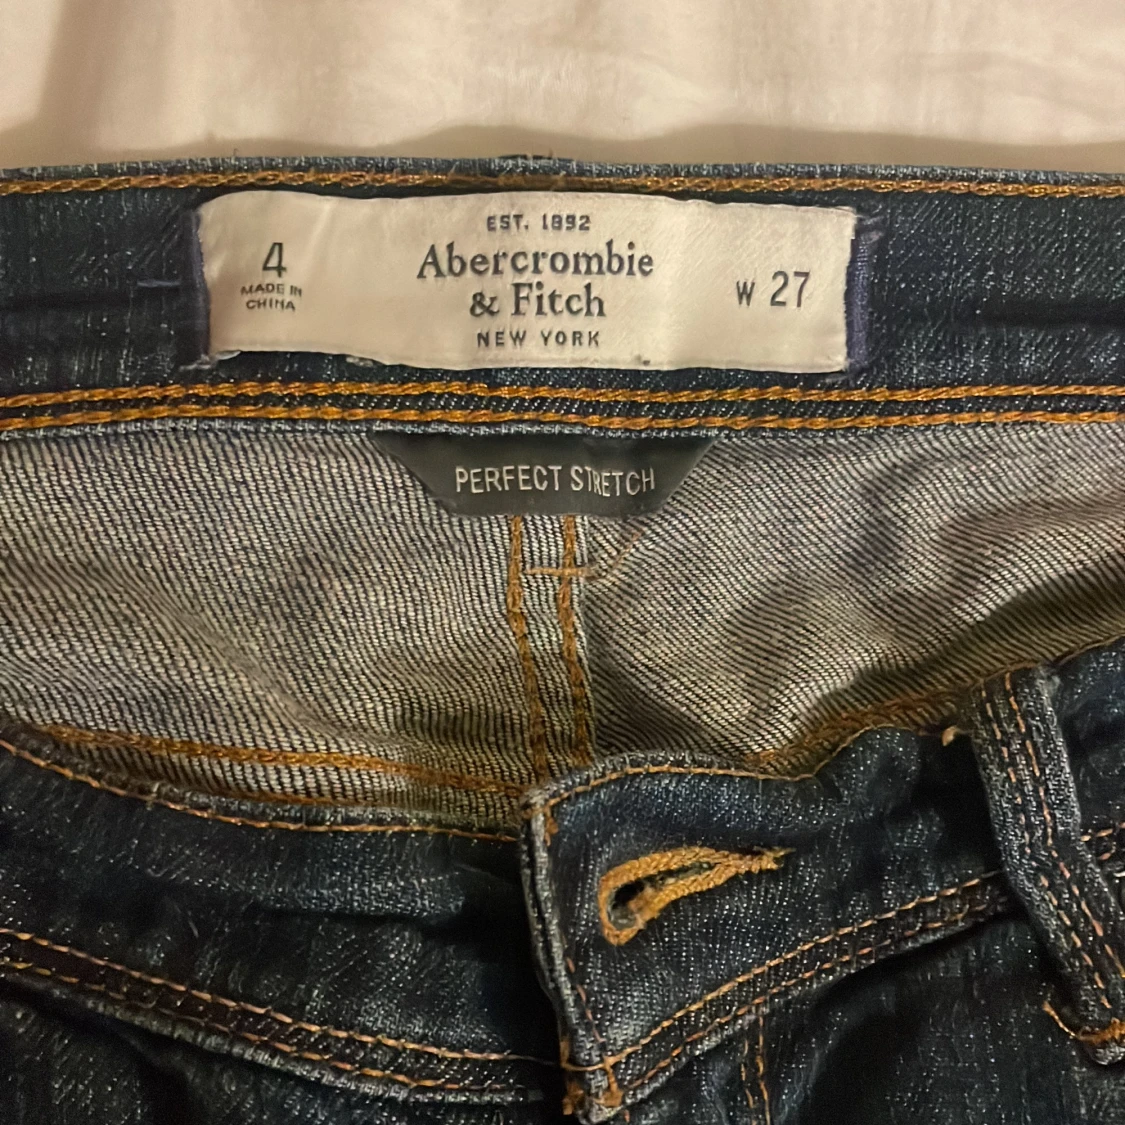 EST. 1892
Abercrombie
& Fitch
NEW YORK
4
MADE IN
CHINA
W 27
PERFECT STRETCH